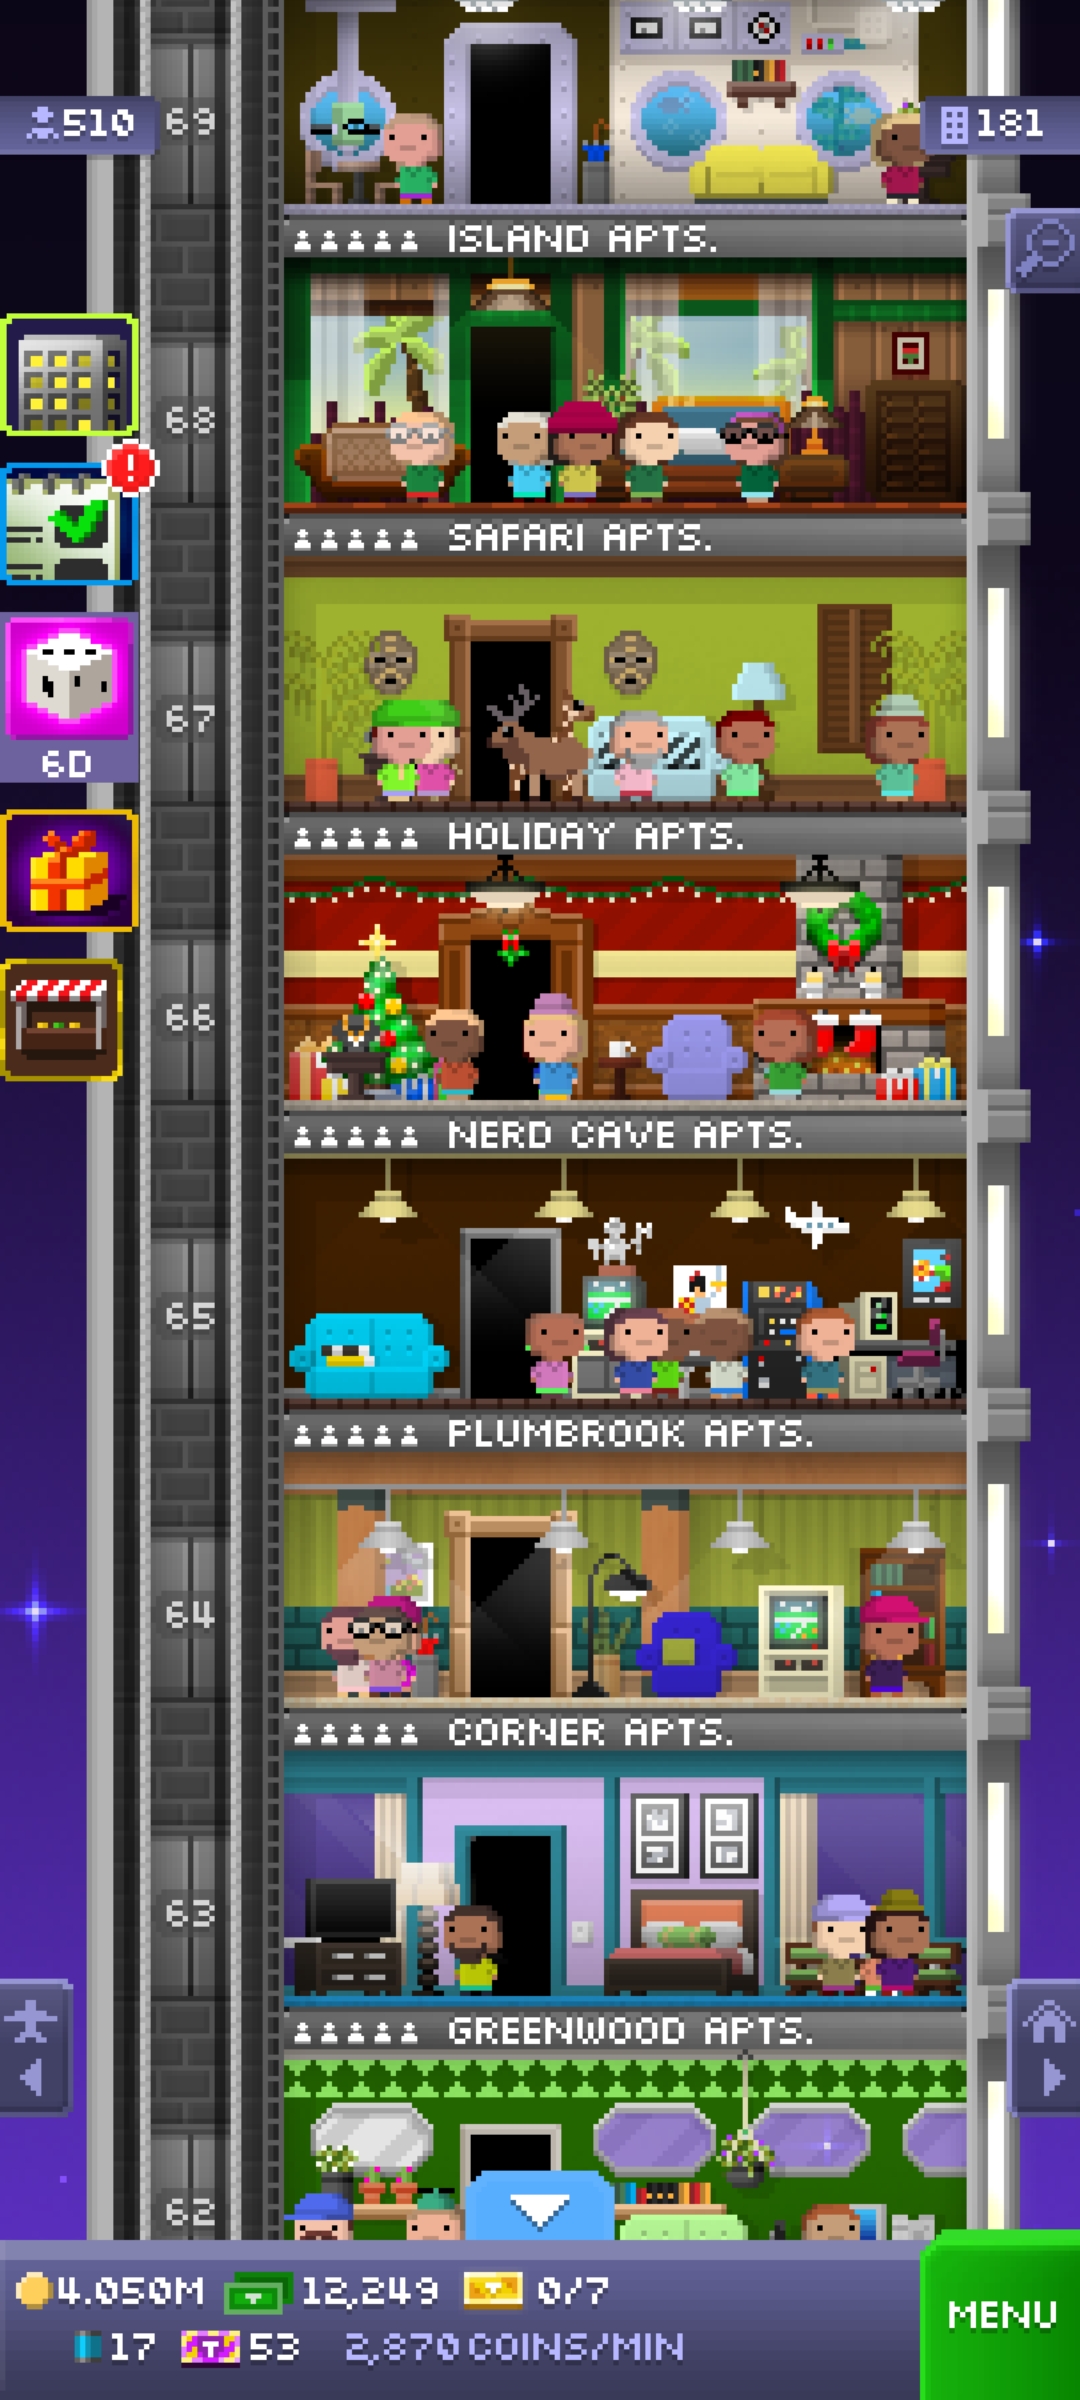 510
69
181
ISLAND APTS.
68
SAFARI APTS.
67
6D
HOLIDAY APTS.
66
NERD CAVE APTS.
65
PLUMBROOK APTS.
64
CORNER APTS.
63
GREENWOOD APTS.
62
4.050M 12,249 0/7
17 53 2,870 COINS/MIN
MENU